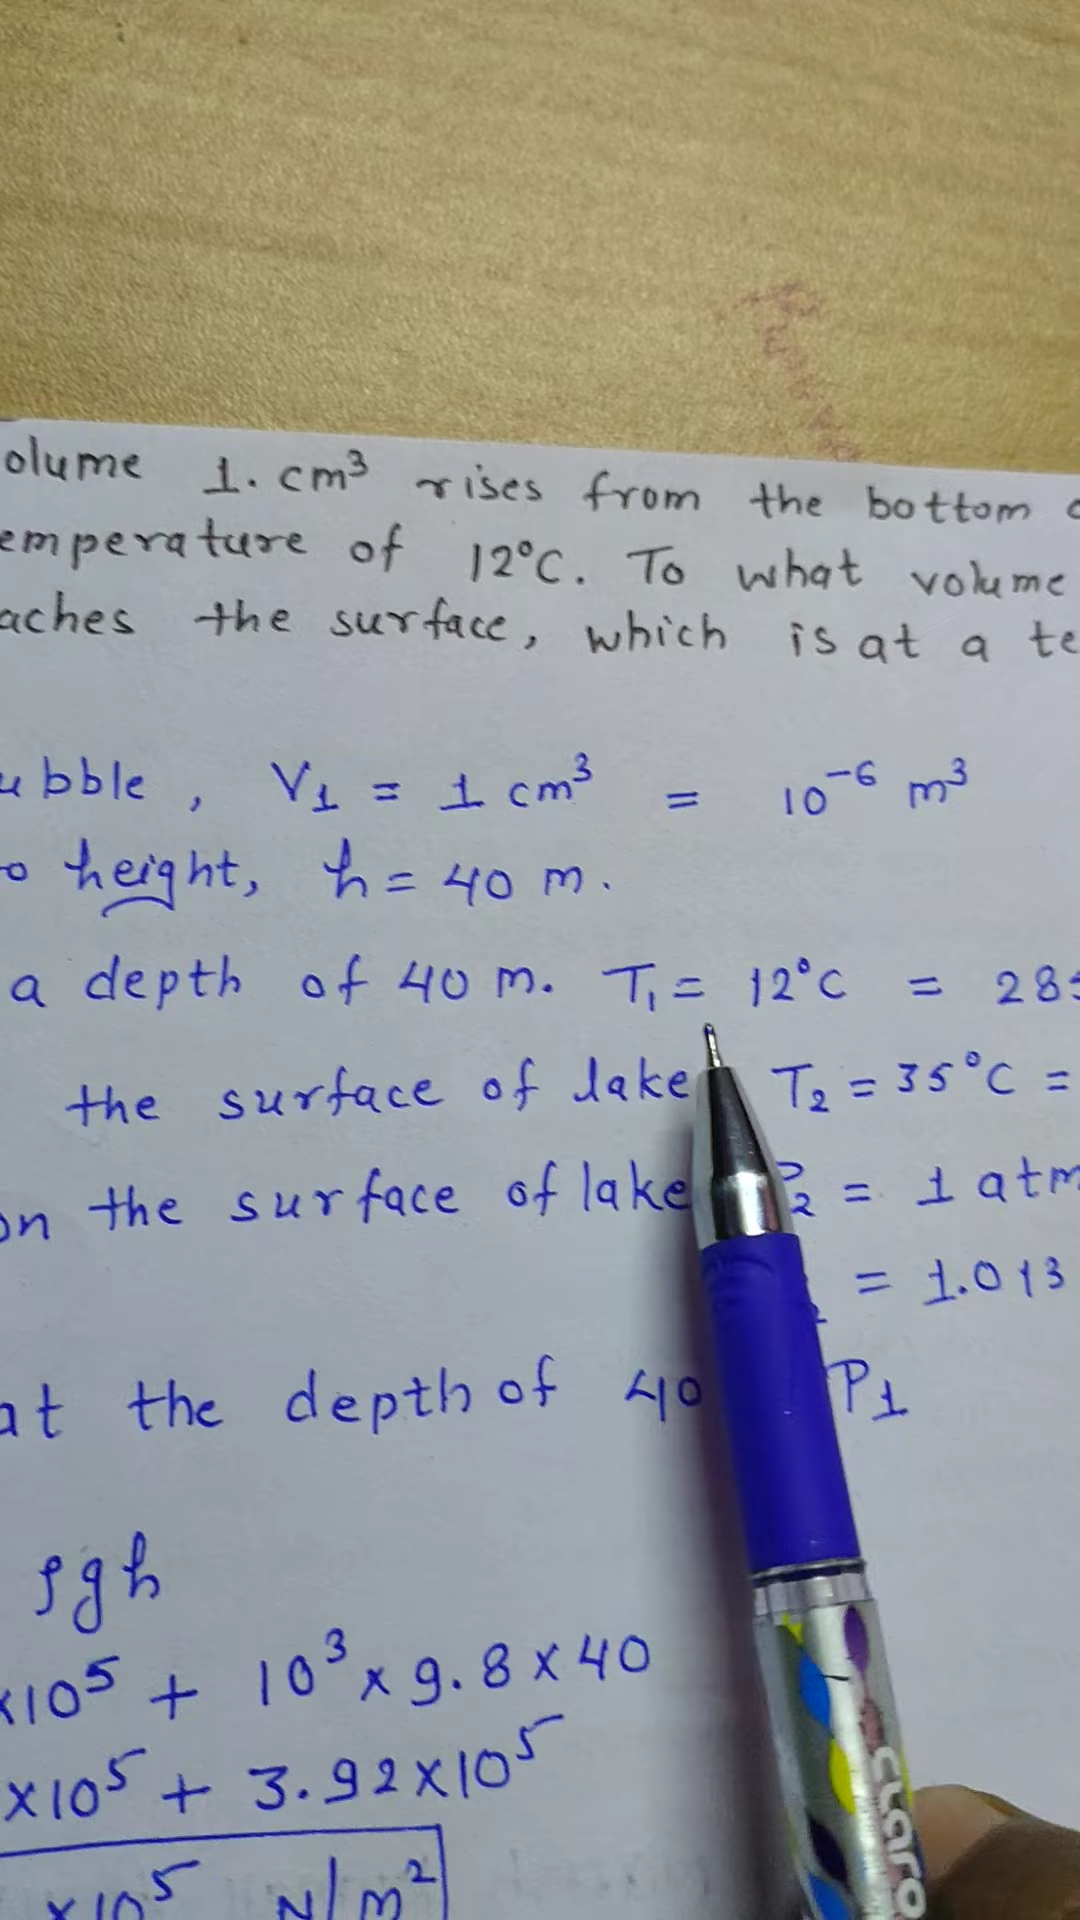 olume 1. cm³ rises from the bottom
emperature of 12°C. To what volume
aches the surface, which is at a te
ubble, V₁ = 1 cm³ = 10⁻⁶ m³
o height, h = 40 m.
a depth of 40 m. T₁ = 12°C = 285
the surface of lake T₂ = 35°C =
on the surface of lake P₂ = 1 atm
= 1.013
at the depth of 40 P₁
ρgh
×10⁵ + 10³ × 9.8 × 40
×10⁵ + 3.92×10⁵
×10⁵ N/m²
claro